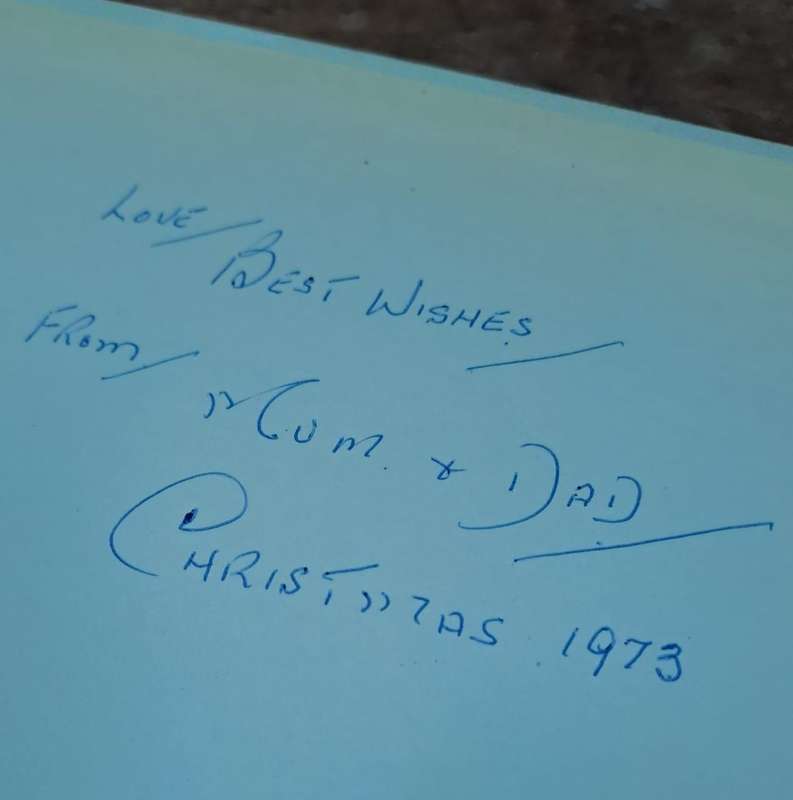 LOVE
BEST WISHES
FROM
MUM & DAD
CHRISTMAS 1973